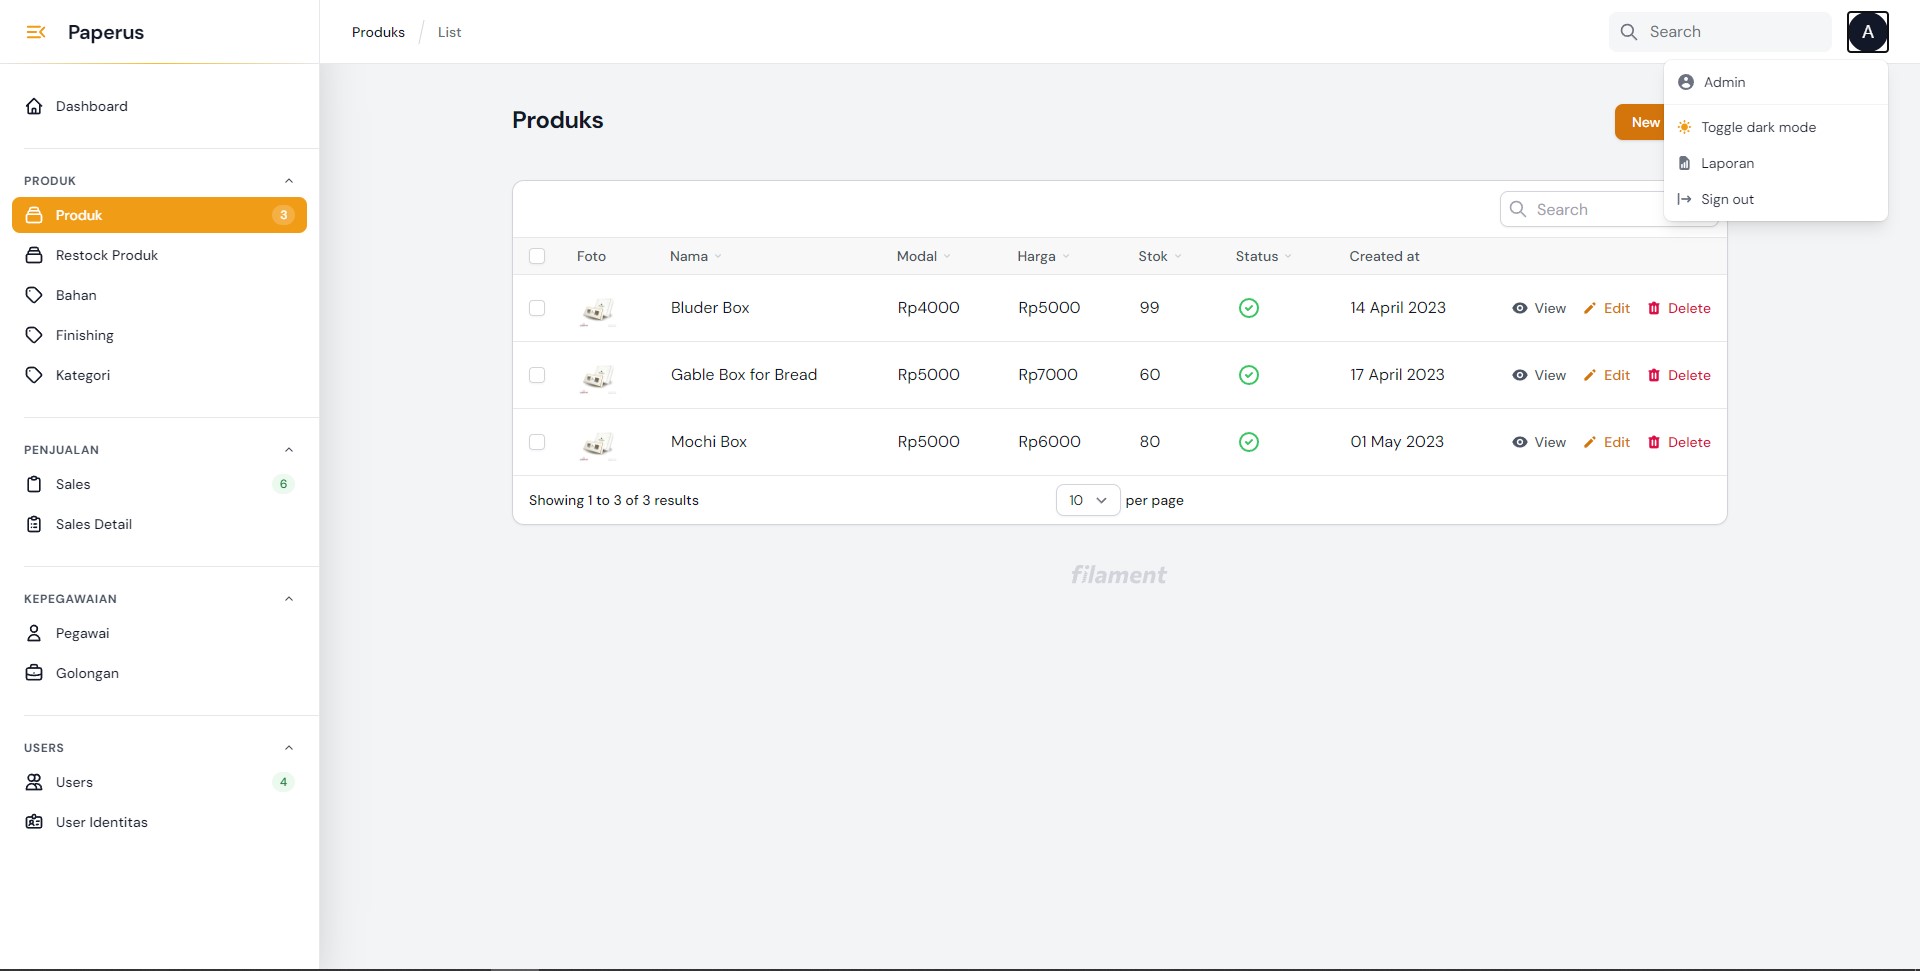 Paperus
Produks
List
Search
A
Admin
Toggle dark mode
Laporan
Sign out
Dashboard
PRODUK
Produk 3
Restock Produk
Bahan
Finishing
Kategori
PENJUALAN
Sales 6
Sales Detail
KEPEGAWAIAN
Pegawai
Golongan
USERS
Users 4
User Identitas
Produks
New
Search
Foto Nama Modal Harga Stok Status Created at
Bluder Box Rp4000 Rp5000 99 14 April 2023 View Edit Delete
Gable Box for Bread Rp5000 Rp7000 60 17 April 2023 View Edit Delete
Mochi Box Rp5000 Rp6000 80 01 May 2023 View Edit Delete
Showing 1 to 3 of 3 results 10 per page
filament